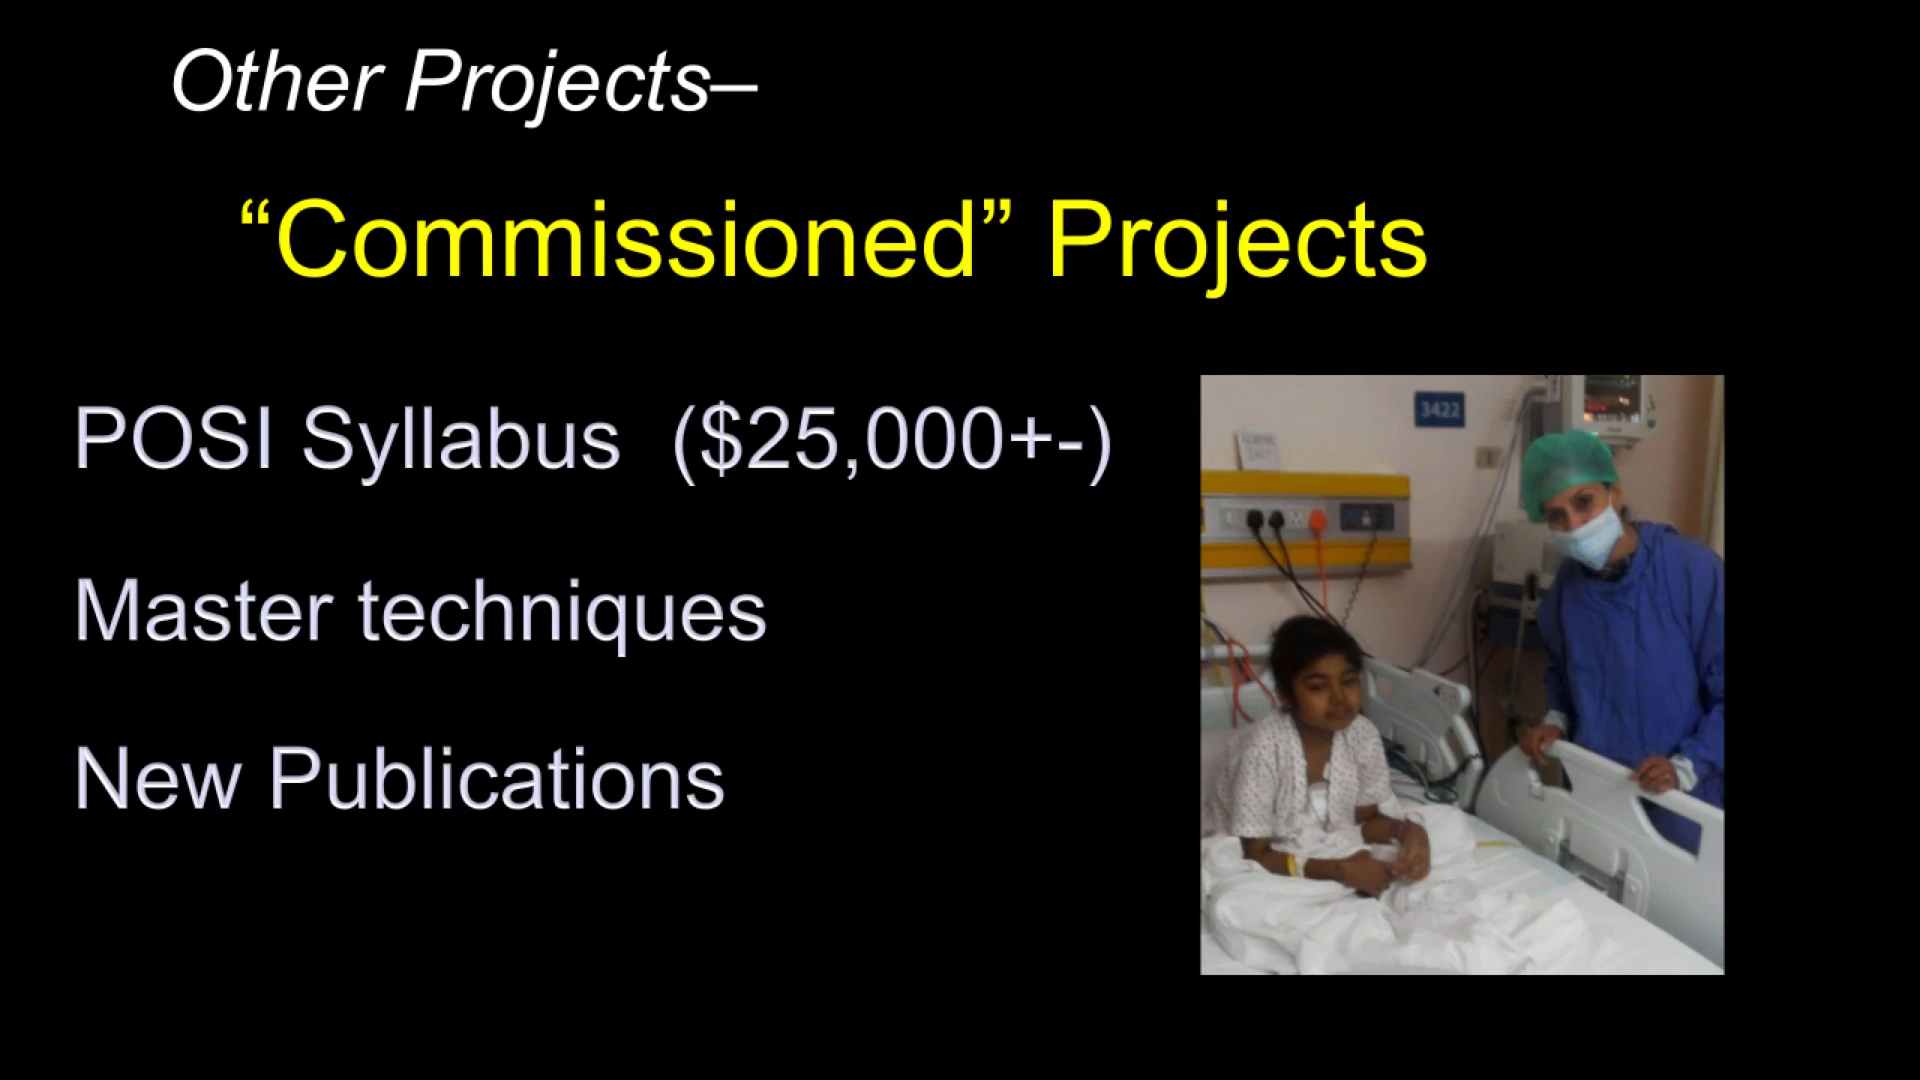 Other Projects–
“Commissioned” Projects
POSI Syllabus ($25,000+-)
Master techniques
New Publications
3422